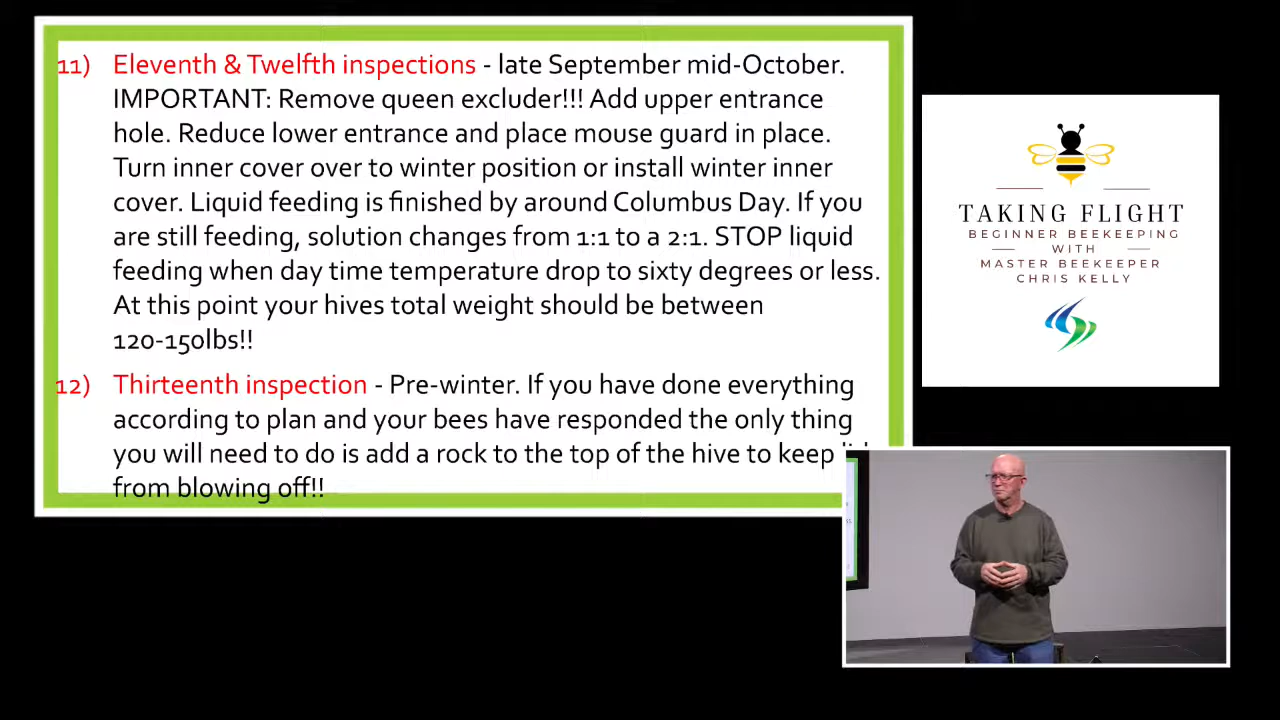 11) Eleventh & Twelfth inspections - late September mid-October.
IMPORTANT: Remove queen excluder!!! Add upper entrance
hole. Reduce lower entrance and place mouse guard in place.
Turn inner cover over to winter position or install winter inner
cover. Liquid feeding is finished by around Columbus Day. If you
are still feeding, solution changes from 1:1 to a 2:1. STOP liquid
feeding when day time temperature drop to sixty degrees or less.
At this point your hives total weight should be between
120-150lbs!!
12) Thirteenth inspection - Pre-winter. If you have done everything
according to plan and your bees have responded the only thing
you will need to do is add a rock to the top of the hive to keep
from blowing off!!
TAKING FLIGHT
BEGINNER BEEKEEPING
WITH
MASTER BEEKEEPER
CHRIS KELLY